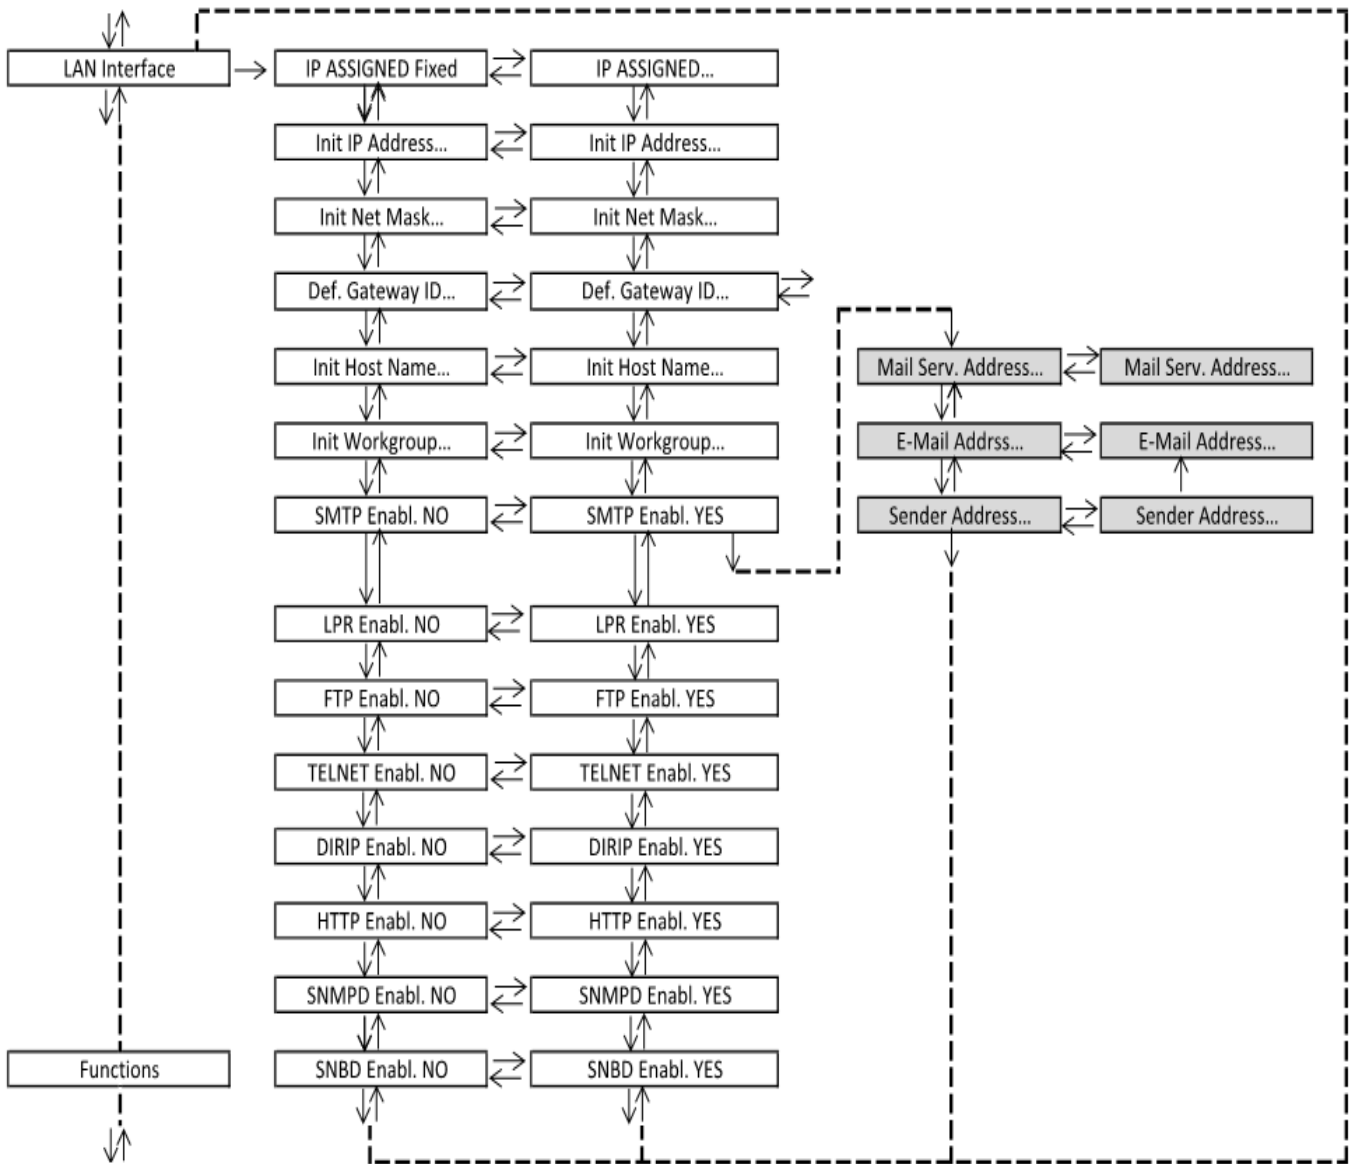 LAN Interface
IP ASSIGNED Fixed
IP ASSIGNED...
Init IP Address...
Init IP Address...
Init Net Mask...
Init Net Mask...
Def. Gateway ID...
Def. Gateway ID...
Init Host Name...
Init Host Name...
Mail Serv. Address...
Mail Serv. Address...
Init Workgroup...
Init Workgroup...
E-Mail Addrss...
E-Mail Address...
SMTP Enabl. NO
SMTP Enabl. YES
Sender Address...
Sender Address...
LPR Enabl. NO
LPR Enabl. YES
FTP Enabl. NO
FTP Enabl. YES
TELNET Enabl. NO
TELNET Enabl. YES
DIRIP Enabl. NO
DIRIP Enabl. YES
HTTP Enabl. NO
HTTP Enabl. YES
SNMPD Enabl. NO
SNMPD Enabl. YES
Functions
SNBD Enabl. NO
SNBD Enabl. YES